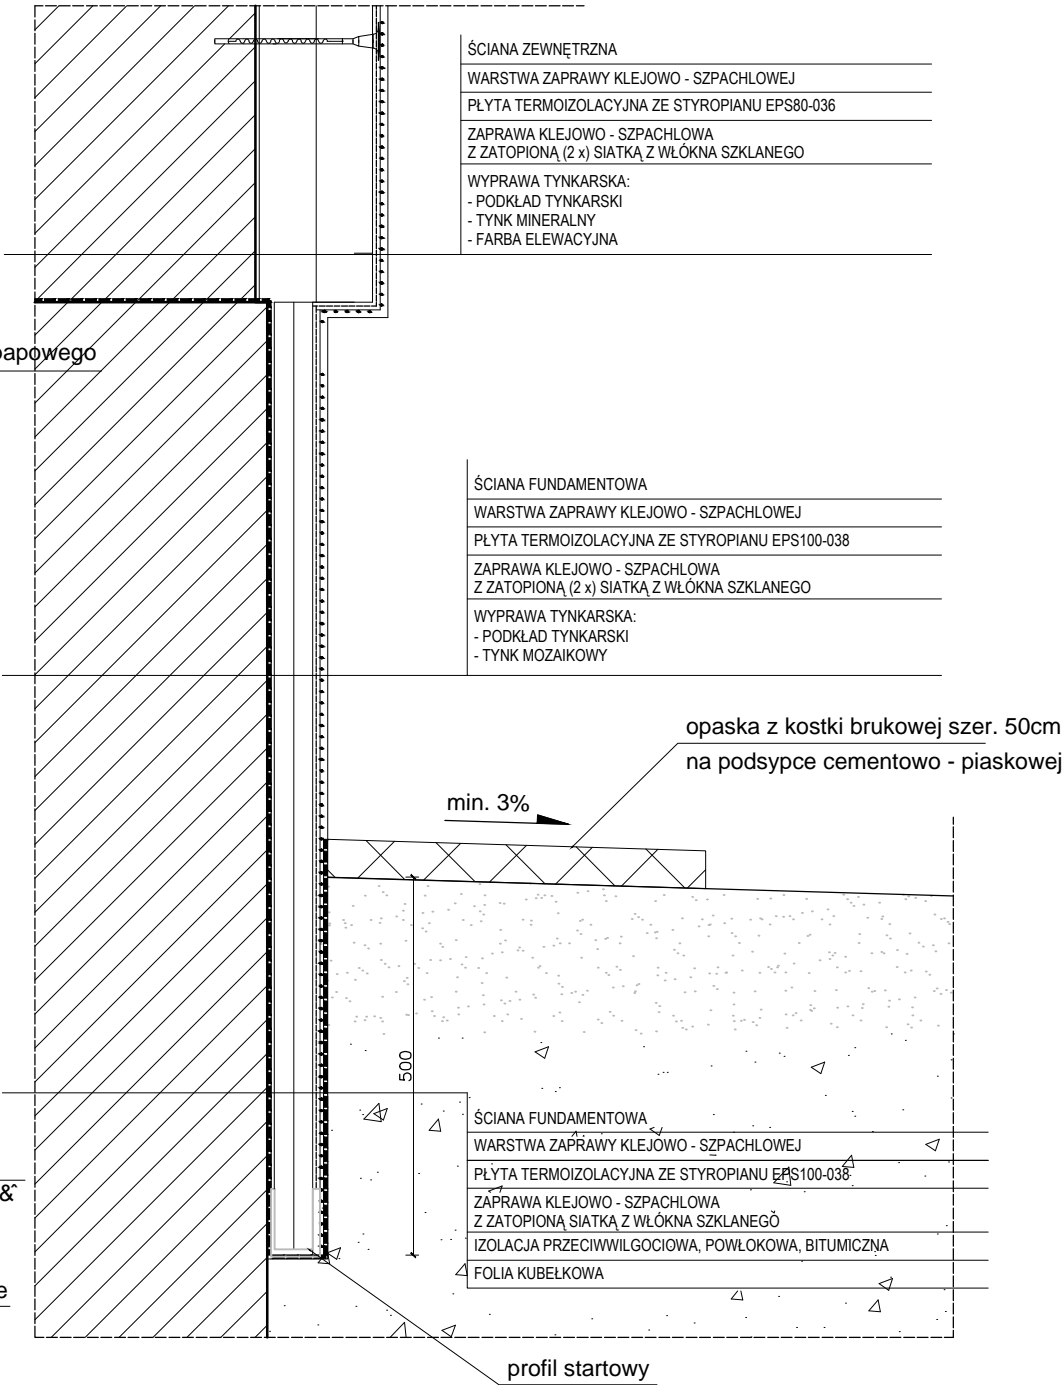 ŚCIANA ZEWNĘTRZNA
WARSTWA ZAPRAWY KLEJOWO - SZPACHLOWEJ
PŁYTA TERMOIZOLACYJNA ZE STYROPIANU EPS80-036
ZAPRAWA KLEJOWO - SZPACHLOWA
Z ZATOPIONĄ (2 x) SIATKĄ Z WŁÓKNA SZKLANEGO
WYPRAWA TYNKARSKA:
- PODKŁAD TYNKARSKI
- TYNK MINERALNY
- FARBA ELEWACYJNA
apowego
ŚCIANA FUNDAMENTOWA
WARSTWA ZAPRAWY KLEJOWO - SZPACHLOWEJ
PŁYTA TERMOIZOLACYJNA ZE STYROPIANU EPS100-038
ZAPRAWA KLEJOWO - SZPACHLOWA
Z ZATOPIONĄ (2 x) SIATKĄ Z WŁÓKNA SZKLANEGO
WYPRAWA TYNKARSKA:
- PODKŁAD TYNKARSKI
- TYNK MOZAIKOWY
opaska z kostki brukowej szer. 50cm
na podsypce cementowo - piaskowej
min. 3%
500
ŚCIANA FUNDAMENTOWA
WARSTWA ZAPRAWY KLEJOWO - SZPACHLOWEJ
PŁYTA TERMOIZOLACYJNA ZE STYROPIANU EPS100-038
ZAPRAWA KLEJOWO - SZPACHLOWA
Z ZATOPIONĄ SIATKĄ Z WŁÓKNA SZKLANEGO
IZOLACJA PRZECIWWILGOCIOWA, POWŁOKOWA, BITUMICZNA
FOLIA KUBEŁKOWA
&
e
profil startowy